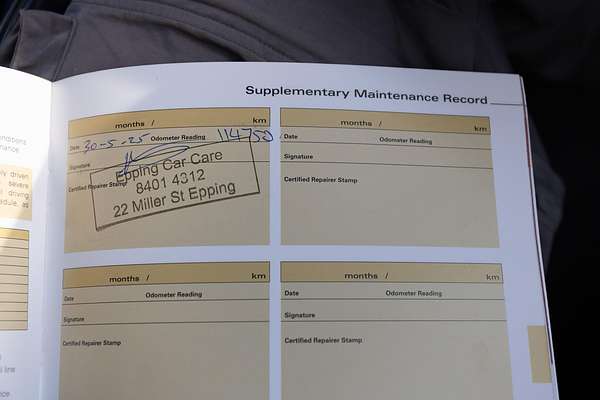 Supplementary Maintenance Record
months / km
Date 30-5-25 Odometer Reading 114750
Signature
Certified Repairer Stamp
Epping Car Care
8401 4312
22 Miller St Epping
months / km
Date Odometer Reading
Signature
Certified Repairer Stamp
months / km
Date Odometer Reading
Signature
Certified Repairer Stamp
months / km
Date Odometer Reading
Signature
Certified Repairer Stamp
severe
driving